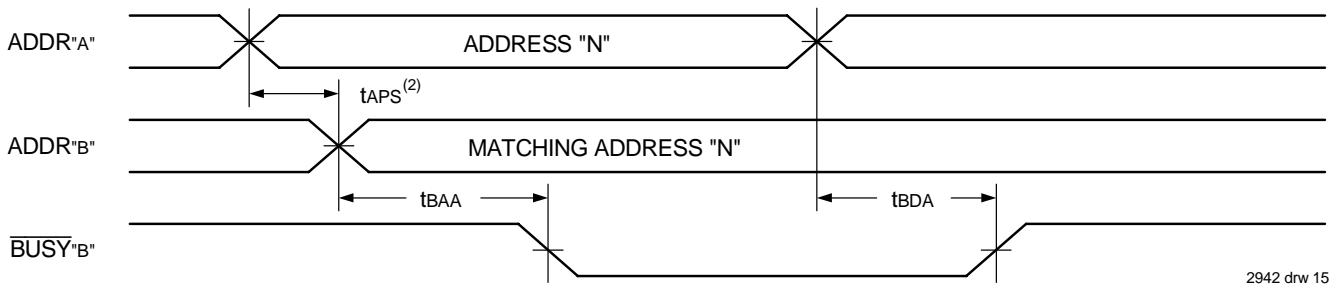 ADDR"A"
ADDRESS "N"
tAPS(2)
ADDR"B"
MATCHING ADDRESS "N"
tBAA
tBDA
BUSY"B"
2942 drw 15